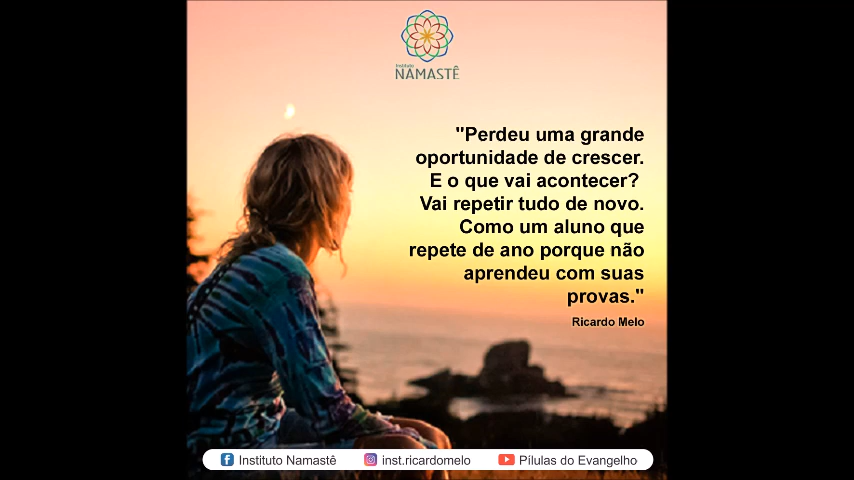 Instituto
NAMASTÊ
"Perdeu uma grande
oportunidade de crescer.
E o que vai acontecer?
Vai repetir tudo de novo.
Como um aluno que
repete de ano porque não
aprendeu com suas
provas."
Ricardo Melo
Instituto Namastê inst.ricardomelo Pílulas do Evangelho